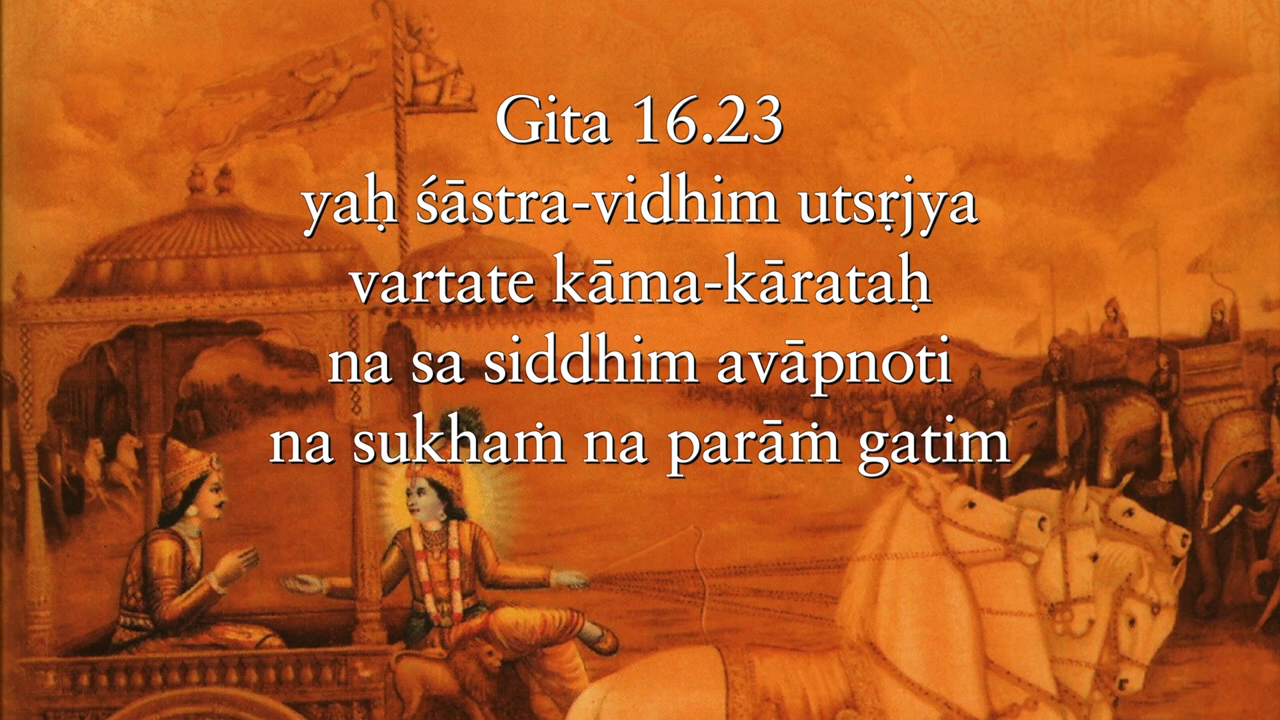 Gita 16.23
yaḥ śāstra-vidhim utsṛjya
vartate kāma-kārataḥ
na sa siddhim avāpnoti
na sukhaṁ na parāṁ gatim